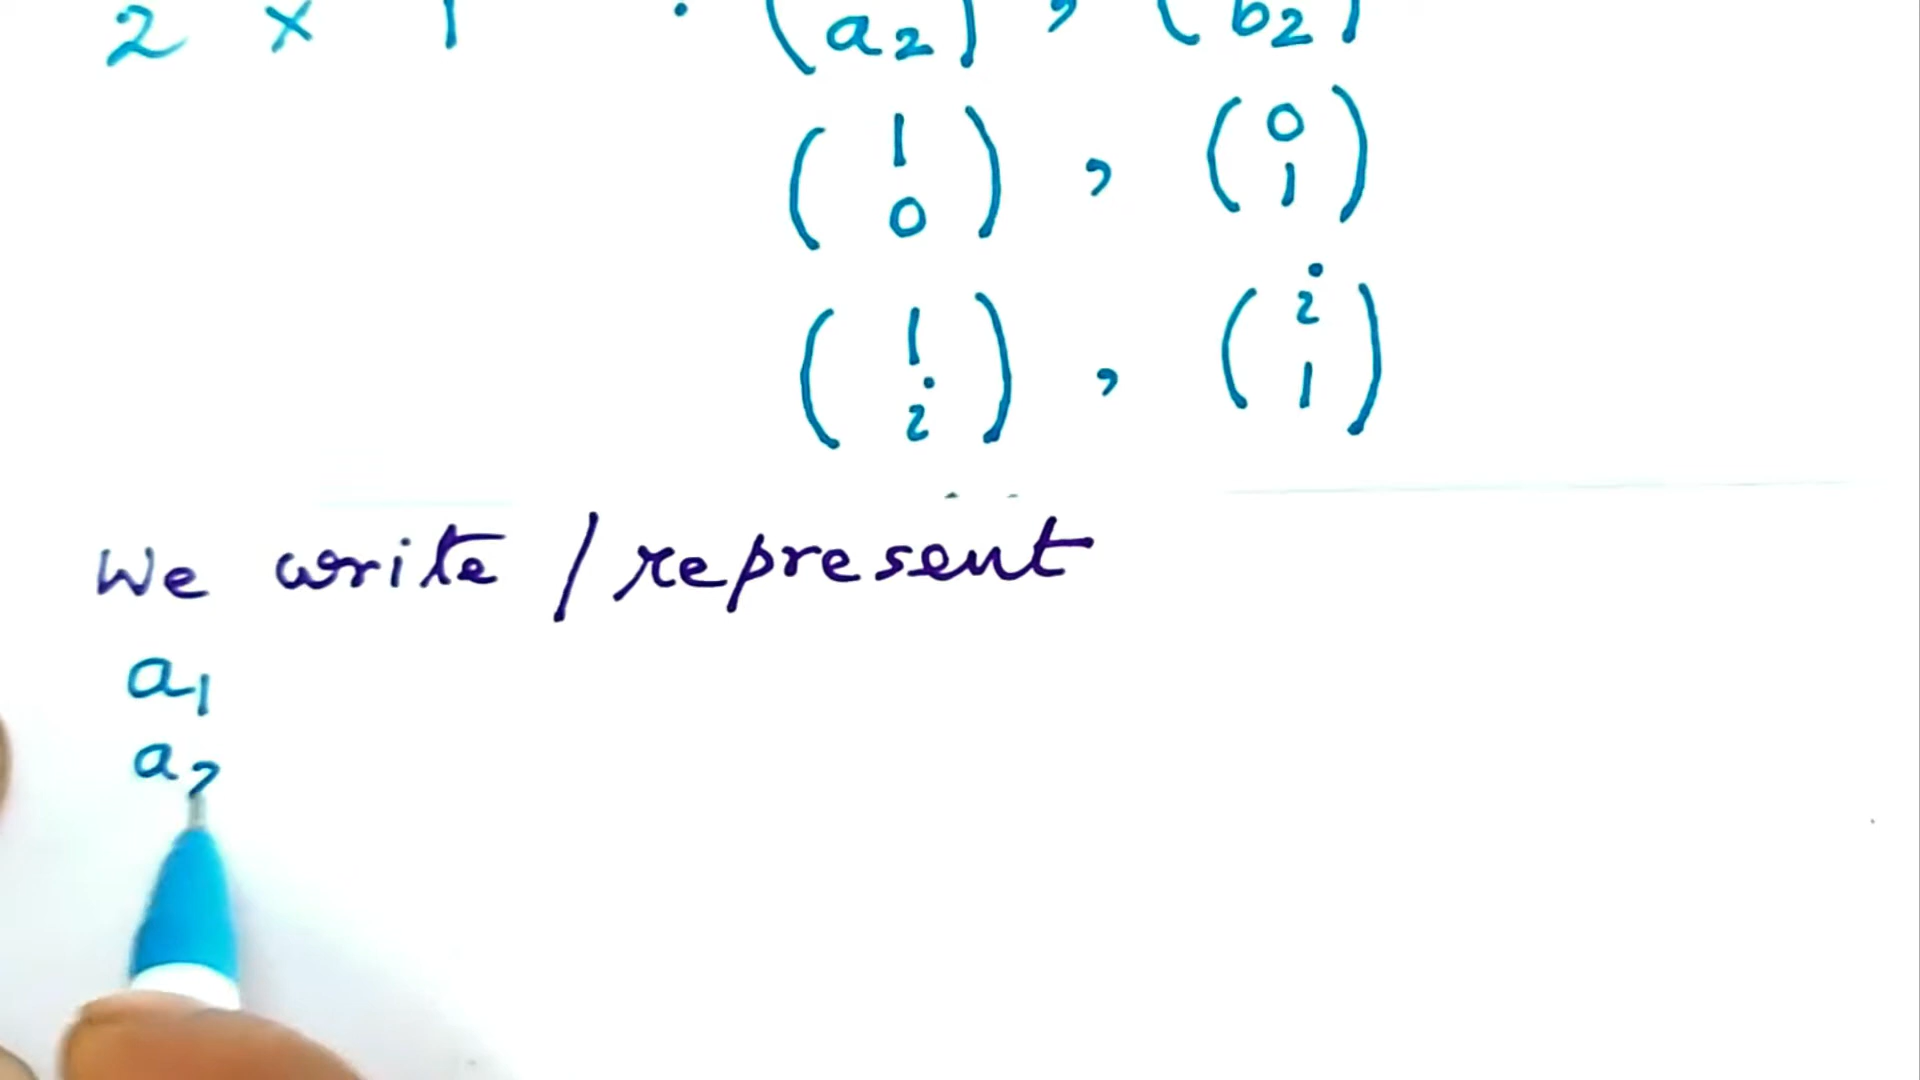 2 × 1 : (a2), (b2)
(1 0), (0 1)
(1 i), (i 1)
We write / represent
a1
a2